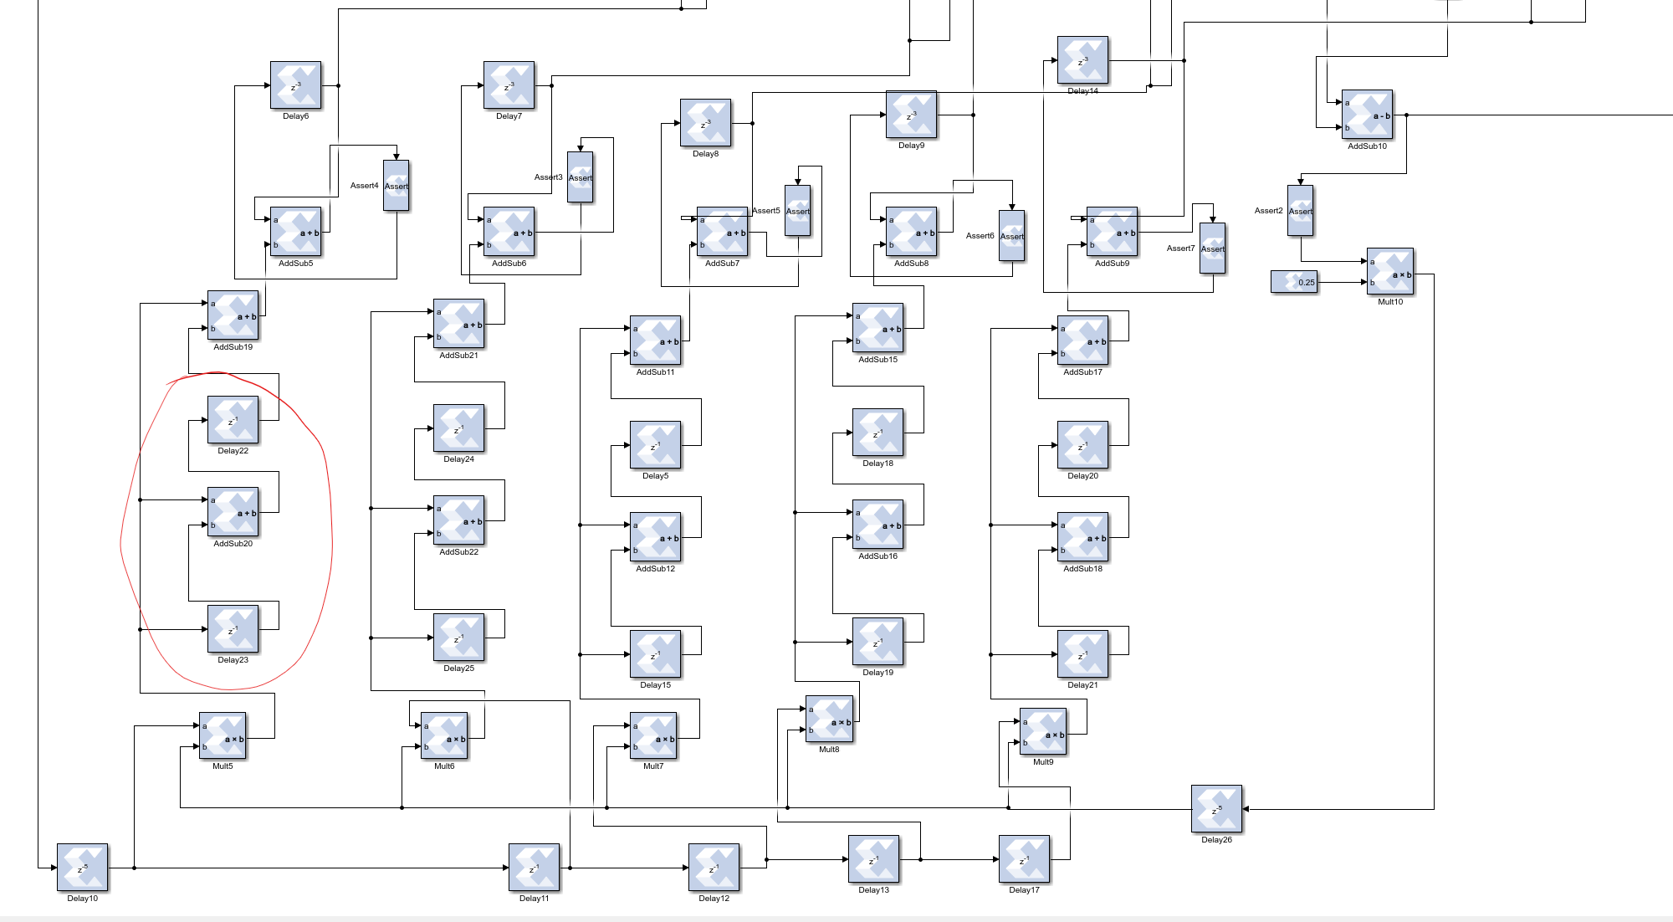 z-3
Delay6
z-3
Delay7
z-3
Delay8
z-3
Delay9
z-3
Delay14
a
b
a - b
AddSub10
Assert4
Assert
Assert3
Assert
Assert5
Assert
Assert6
Assert
Assert7
Assert
Assert2
Assert
a
b
a + b
AddSub5
a
b
a + b
AddSub6
a
b
a + b
AddSub7
a
b
a + b
AddSub8
a
b
a + b
AddSub9
0.25
a
b
a × b
Mult10
a
b
a + b
AddSub19
a
b
a + b
AddSub21
a
b
a + b
AddSub11
a
b
a + b
AddSub15
a
b
a + b
AddSub17
z-1
Delay22
z-1
Delay24
z-1
Delay5
z-1
Delay18
z-1
Delay20
a
b
a + b
AddSub20
a
b
a + b
AddSub22
a
b
a + b
AddSub12
a
b
a + b
AddSub16
a
b
a + b
AddSub18
z-1
Delay23
z-1
Delay25
z-1
Delay15
z-1
Delay19
z-1
Delay21
a
b
a × b
Mult5
a
b
a × b
Mult6
a
b
a × b
Mult7
a
b
a × b
Mult8
a
b
a × b
Mult9
z-5
Delay26
z-5
Delay10
z-1
Delay11
z-1
Delay12
z-1
Delay13
z-1
Delay17